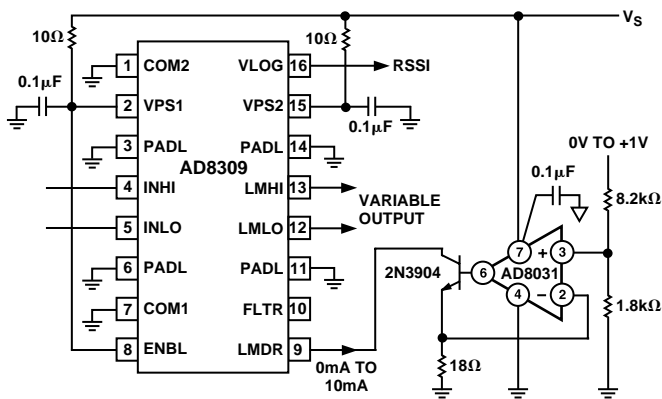 VS
10Ω
10Ω
1 COM2 VLOG 16 RSSI
0.1μF
2 VPS1 VPS2 15
0.1μF
3 PADL PADL 14
AD8309
4 INHI LMHI 13
VARIABLE
OUTPUT
5 INLO LMLO 12
6 PADL PADL 11
7 COM1 FLTR 10
8 ENBL LMDR 9
0mA TO
10mA
2N3904
0V TO +1V
0.1μF
8.2kΩ
7 + 3
6 AD8031
4 – 2
1.8kΩ
18Ω